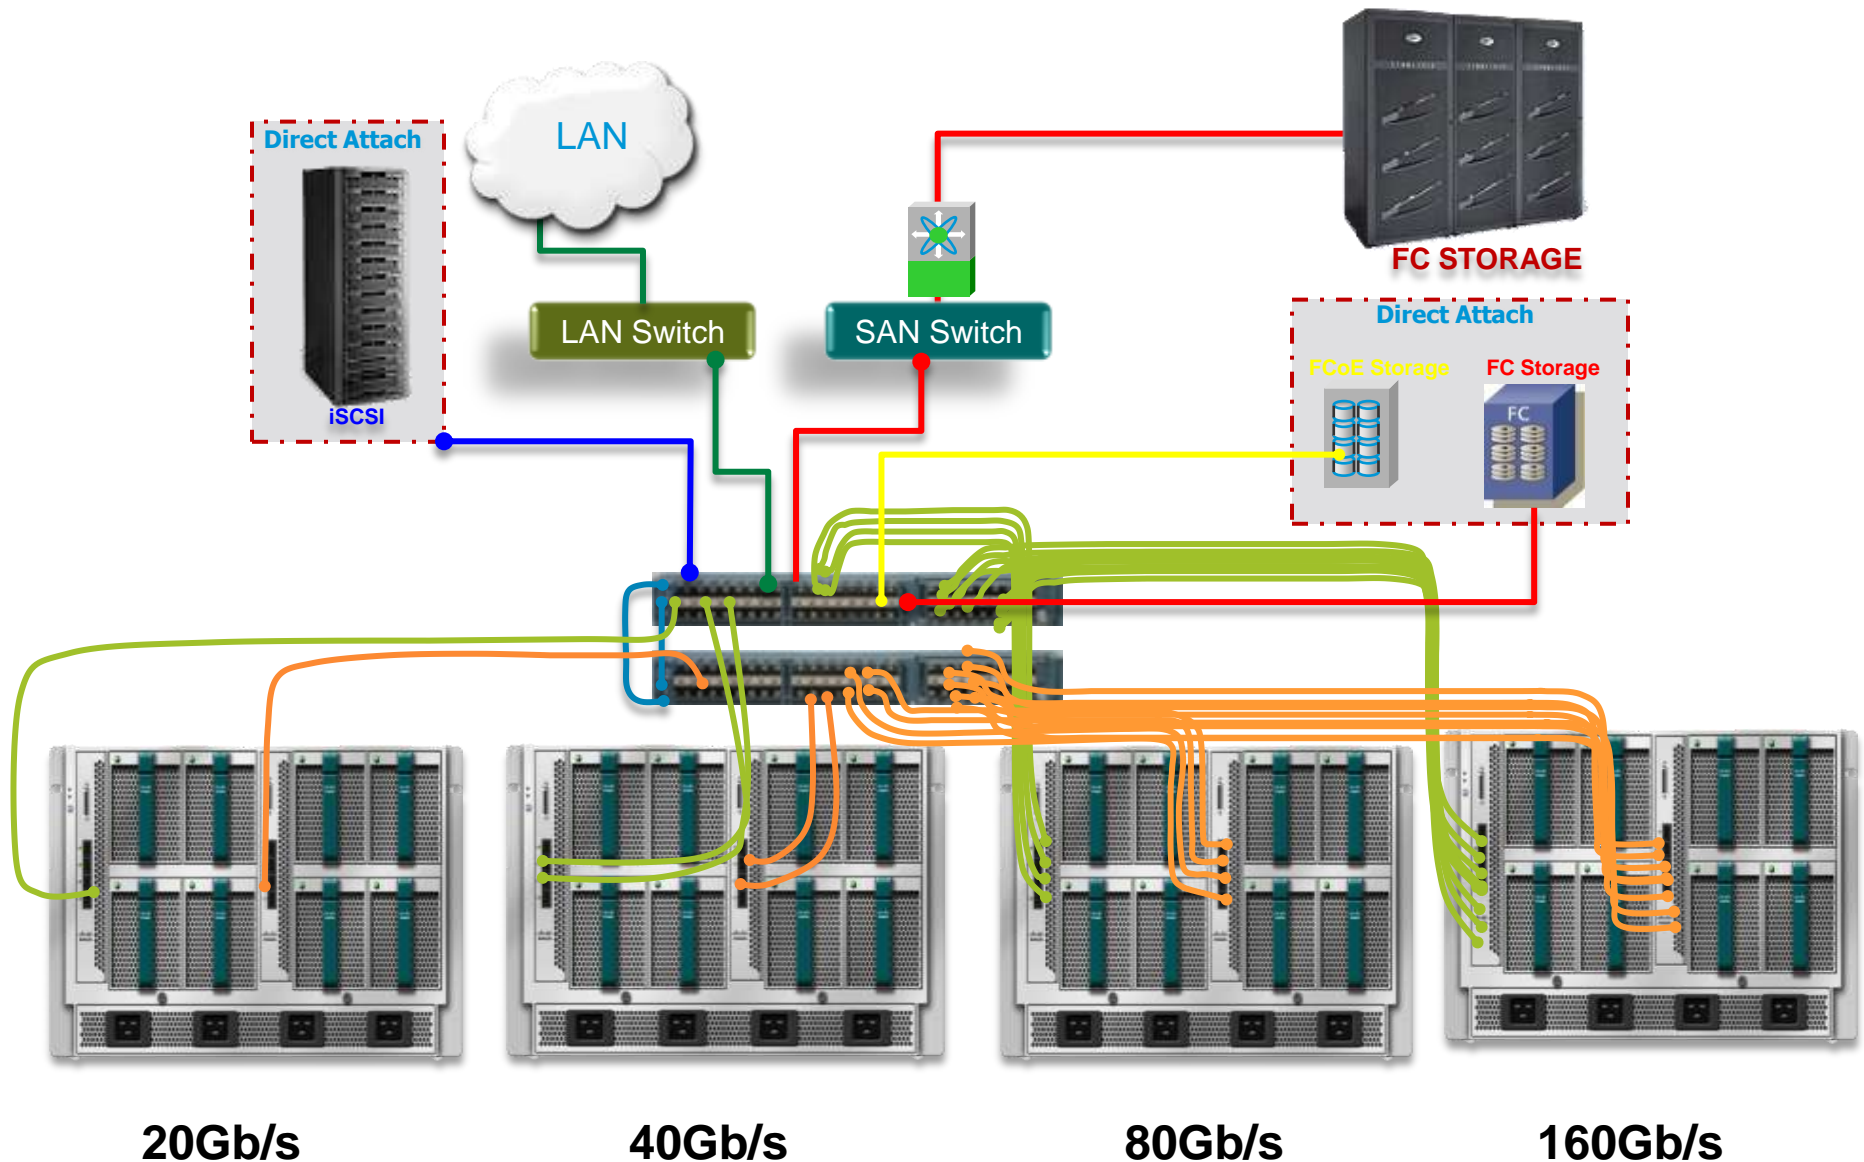 Direct Attach
iSCSI
LAN
LAN Switch
SAN Switch
FC STORAGE
Direct Attach
FCoE Storage
FC Storage
FC
20Gb/s
40Gb/s
80Gb/s
160Gb/s